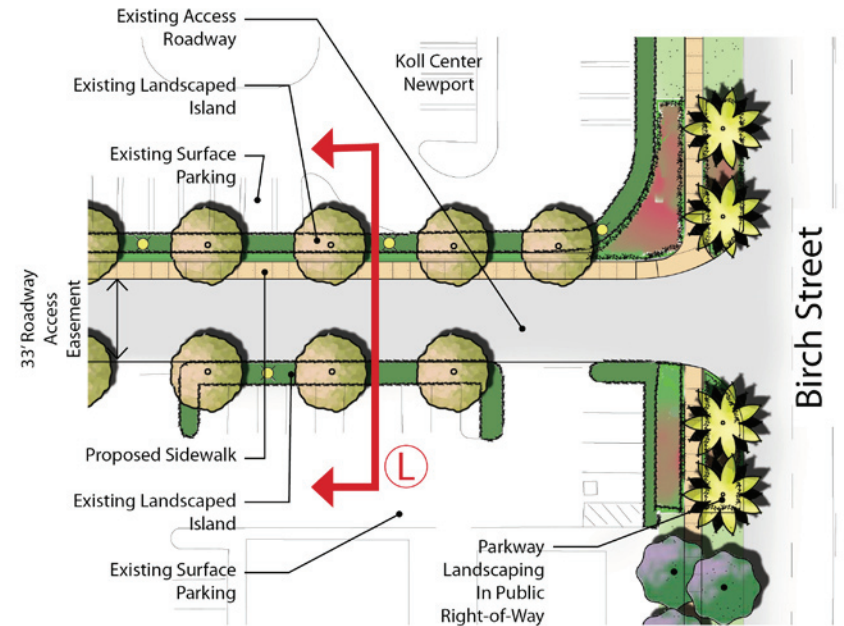 Existing Access
Roadway
Koll Center
Newport
Existing Landscaped
Island
Existing Surface
Parking
33' Roadway
Access
Easement
Birch Street
Proposed Sidewalk
L
Existing Landscaped
Island
Existing Surface
Parking
Parkway
Landscaping
In Public
Right-of-Way